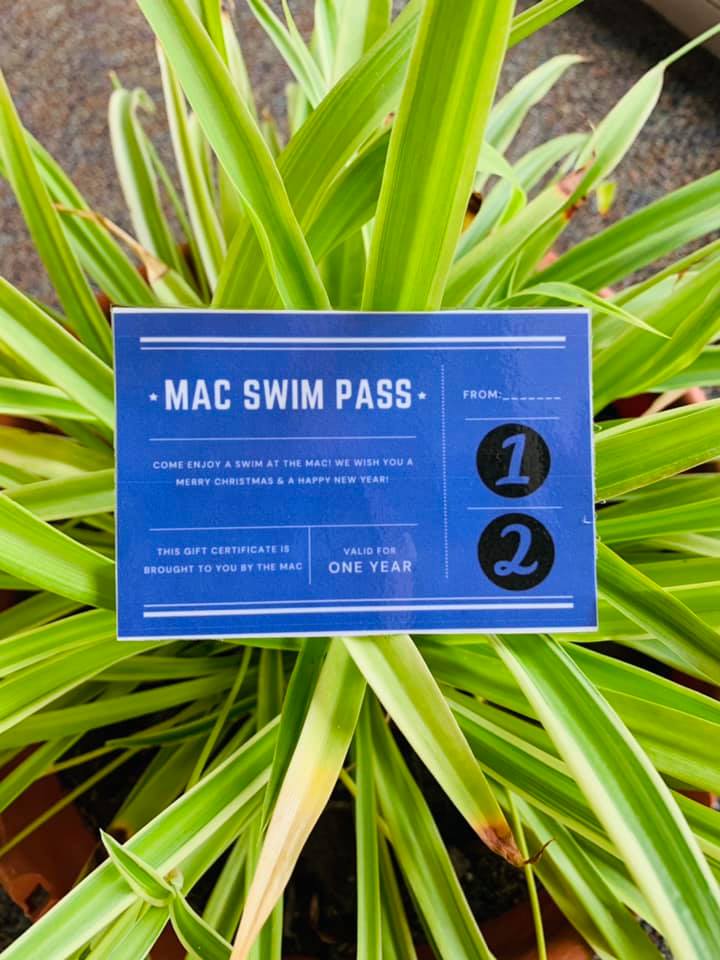 MAC SWIM PASS
COME ENJOY A SWIM AT THE MAC! WE WISH YOU A
MERRY CHRISTMAS & A HAPPY NEW YEAR!
THIS GIFT CERTIFICATE IS
BROUGHT TO YOU BY THE MAC
VALID FOR
ONE YEAR
FROM:_______
1
2